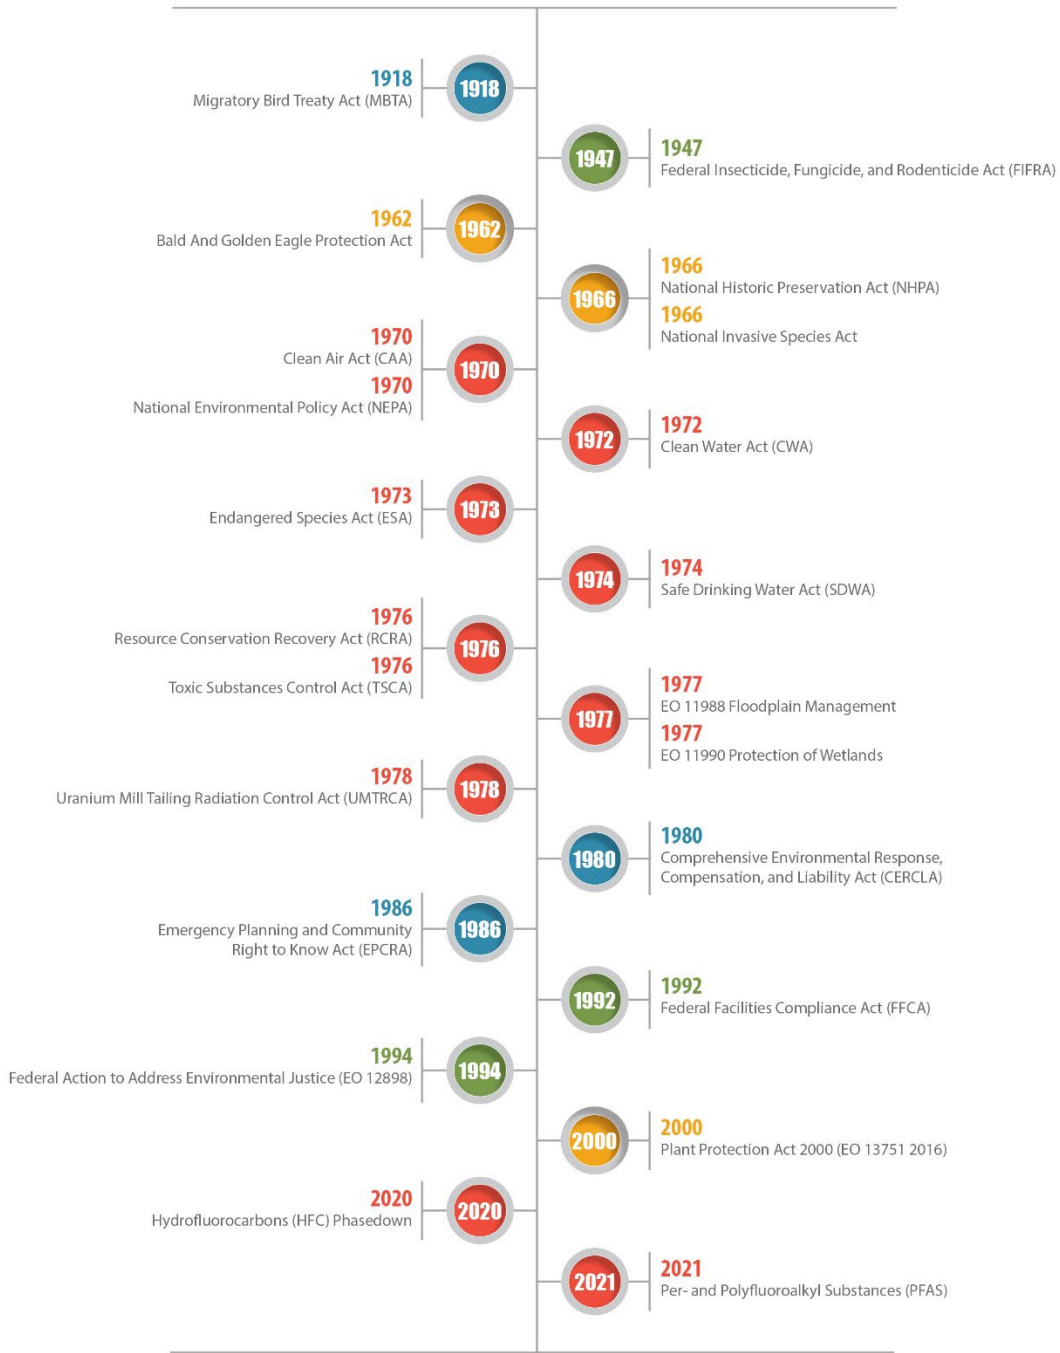 1918
Migratory Bird Treaty Act (MBTA)
1918
1947
1947
Federal Insecticide, Fungicide, and Rodenticide Act (FIFRA)
1962
Bald And Golden Eagle Protection Act
1962
1966
1966
National Historic Preservation Act (NHPA)
1966
National Invasive Species Act
1970
Clean Air Act (CAA)
1970
National Environmental Policy Act (NEPA)
1970
1972
1972
Clean Water Act (CWA)
1973
Endangered Species Act (ESA)
1973
1974
1974
Safe Drinking Water Act (SDWA)
1976
Resource Conservation Recovery Act (RCRA)
1976
Toxic Substances Control Act (TSCA)
1976
1977
1977
EO 11988 Floodplain Management
1977
EO 11990 Protection of Wetlands
1978
Uranium Mill Tailing Radiation Control Act (UMTRCA)
1978
1980
1980
Comprehensive Environmental Response,
Compensation, and Liability Act (CERCLA)
1986
Emergency Planning and Community
Right to Know Act (EPCRA)
1986
1992
1992
Federal Facilities Compliance Act (FFCA)
1994
Federal Action to Address Environmental Justice (EO 12898)
1994
2000
2000
Plant Protection Act 2000 (EO 13751 2016)
2020
Hydrofluorocarbons (HFC) Phasedown
2020
2021
2021
Per- and Polyfluoroalkyl Substances (PFAS)